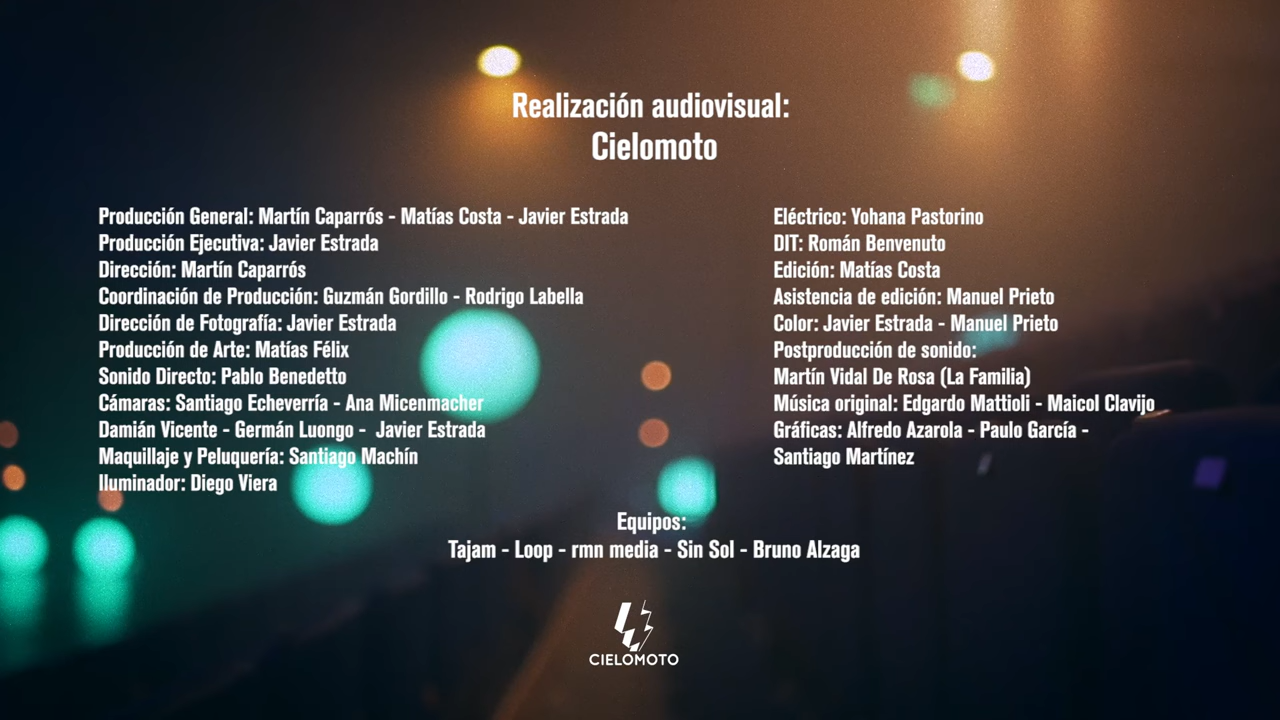 Realización audiovisual:
Cielomoto
Producción General: Martín Caparrós - Matías Costa - Javier Estrada
Producción Ejecutiva: Javier Estrada
Dirección: Martín Caparrós
Coordinación de Producción: Guzmán Gordillo - Rodrigo Labella
Dirección de Fotografía: Javier Estrada
Producción de Arte: Matías Félix
Sonido Directo: Pablo Benedetto
Cámaras: Santiago Echeverría - Ana Micenmacher
Damián Vicente - Germán Luongo - Javier Estrada
Maquillaje y Peluquería: Santiago Machín
Iluminador: Diego Viera
Eléctrico: Yohana Pastorino
DIT: Román Benvenuto
Edición: Matías Costa
Asistencia de edición: Manuel Prieto
Color: Javier Estrada - Manuel Prieto
Postproducción de sonido:
Martín Vidal De Rosa (La Familia)
Música original: Edgardo Mattioli - Maicol Clavijo
Gráficas: Alfredo Azarola - Paulo García -
Santiago Martínez
Equipos:
Tajam - Loop - rmn media - Sin Sol - Bruno Alzaga
CIELOMOTO